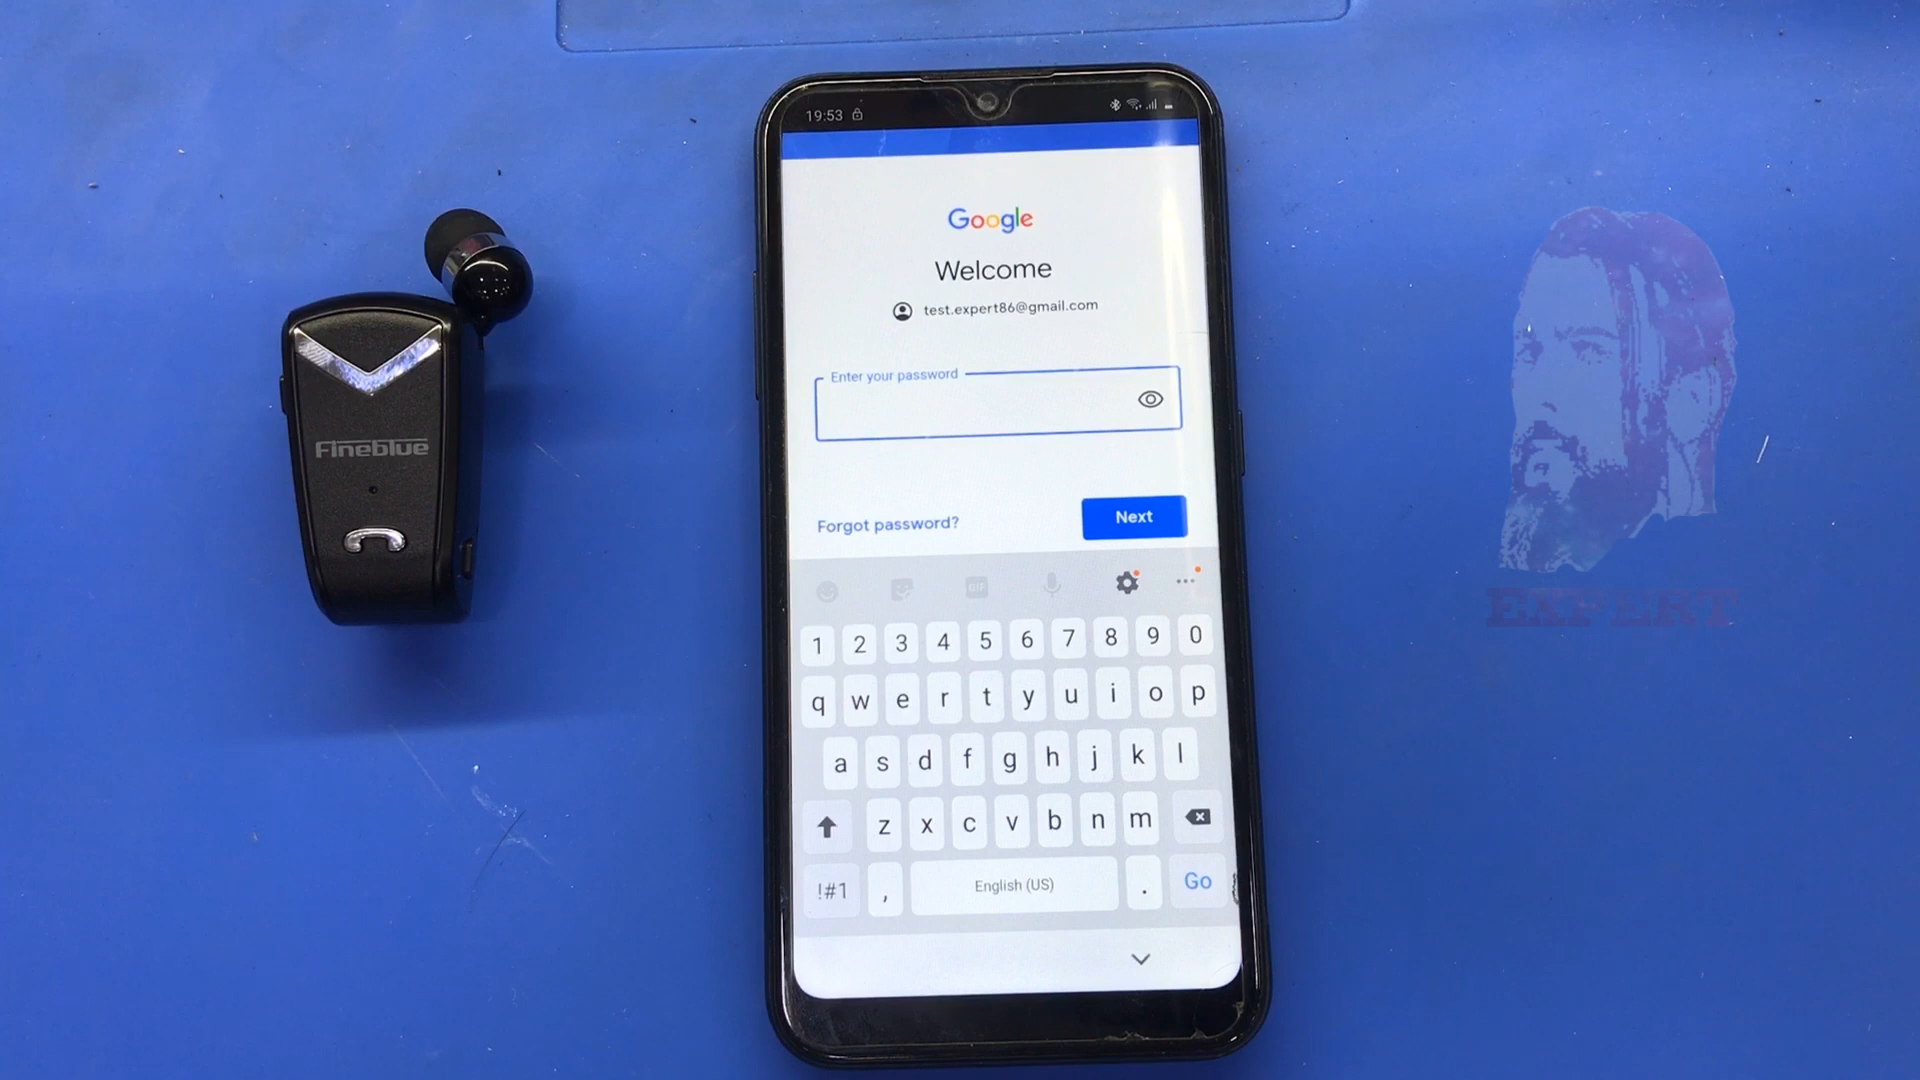 19:53
Google
Welcome
test.expert86@gmail.com
Enter your password
Forgot password?
Next
GIF
1 2 3 4 5 6 7 8 9 0
q w e r t y u i o p
a s d f g h j k l
z x c v b n m
!#1 , English (US) . Go
Fineblue
EXPERT